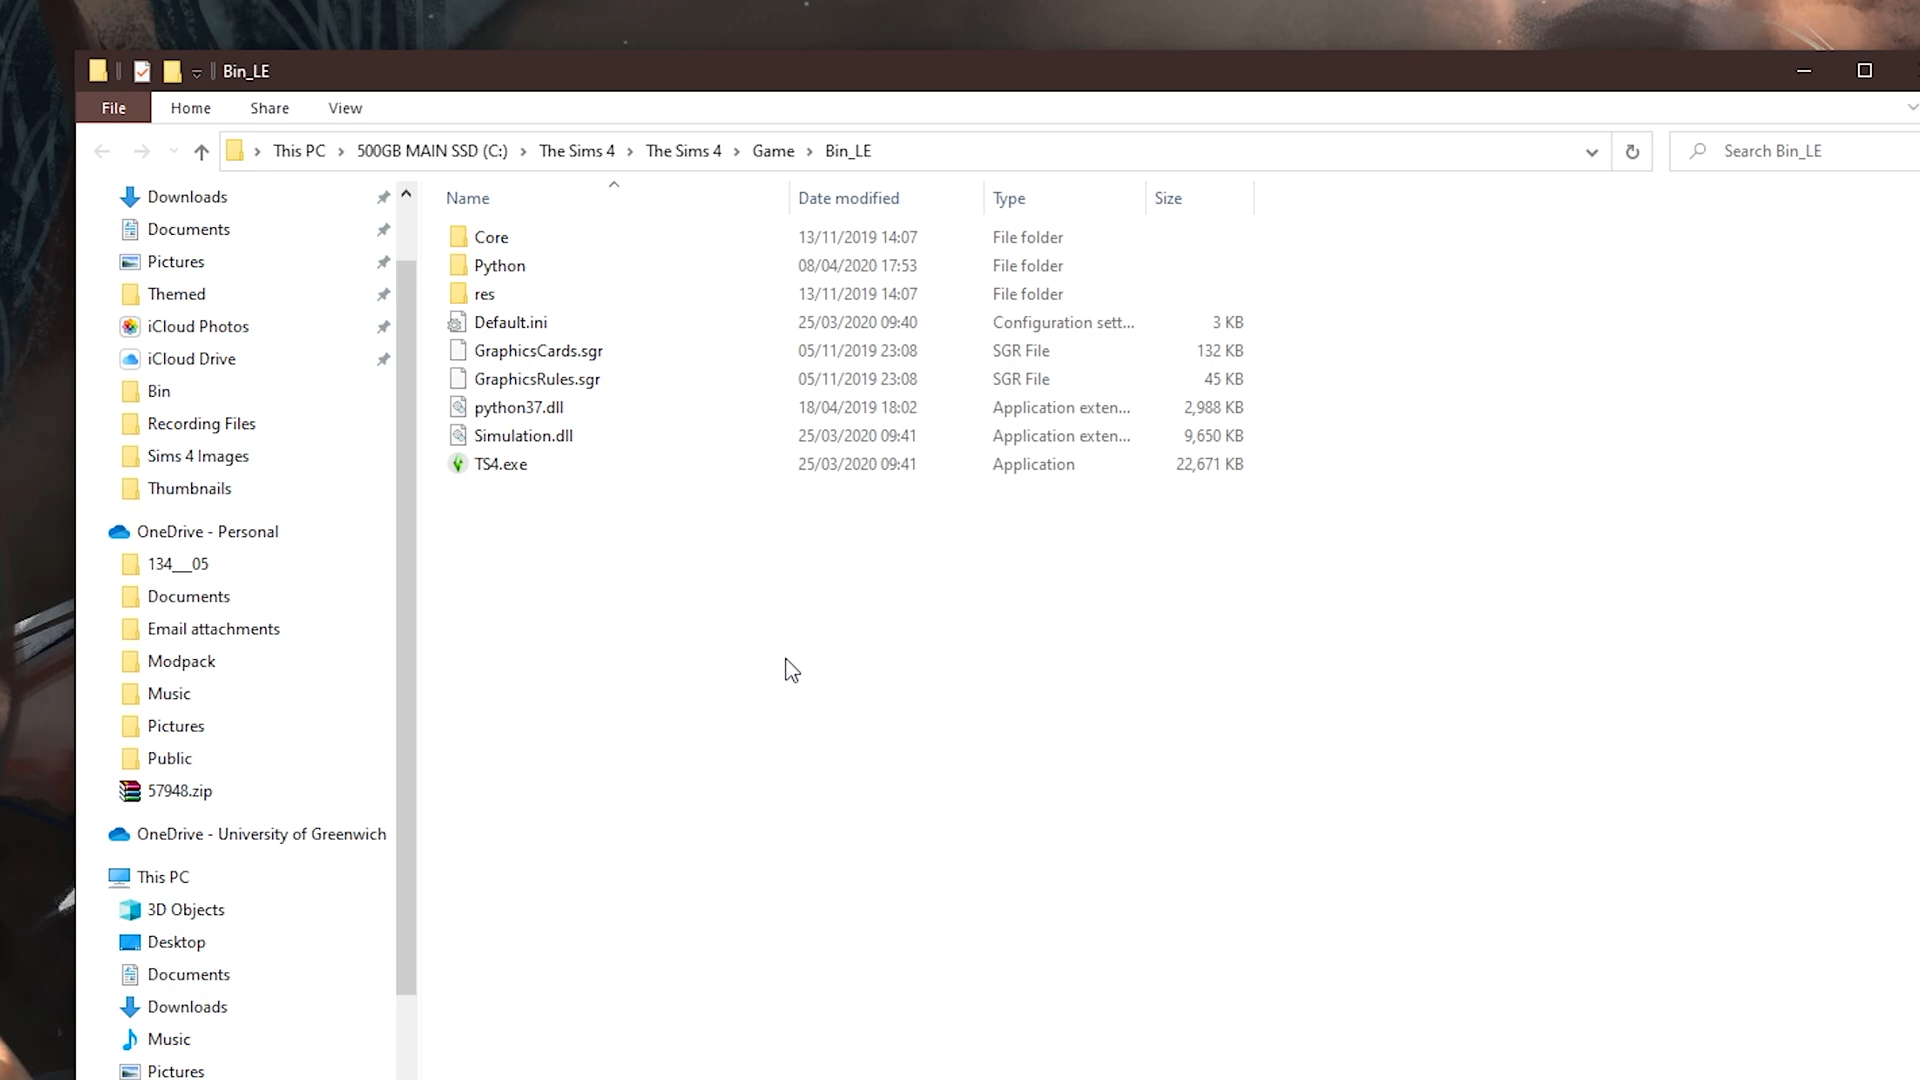 Bin_LE
File Home Share View
This PC 500GB MAIN SSD (C:) The Sims 4 The Sims 4 Game Bin_LE Search Bin_LE
Name Date modified Type Size
Downloads
Documents
Pictures
Themed
iCloud Photos
iCloud Drive
Bin
Recording Files
Sims 4 Images
Thumbnails
OneDrive - Personal
134__05
Documents
Email attachments
Modpack
Music
Pictures
Public
57948.zip
OneDrive - University of Greenwich
This PC
3D Objects
Desktop
Documents
Downloads
Music
Pictures
Core 13/11/2019 14:07 File folder
Python 08/04/2020 17:53 File folder
res 13/11/2019 14:07 File folder
Default.ini 25/03/2020 09:40 Configuration sett... 3 KB
GraphicsCards.sgr 05/11/2019 23:08 SGR File 132 KB
GraphicsRules.sgr 05/11/2019 23:08 SGR File 45 KB
python37.dll 18/04/2019 18:02 Application exten... 2,988 KB
Simulation.dll 25/03/2020 09:41 Application exten... 9,650 KB
TS4.exe 25/03/2020 09:41 Application 22,671 KB